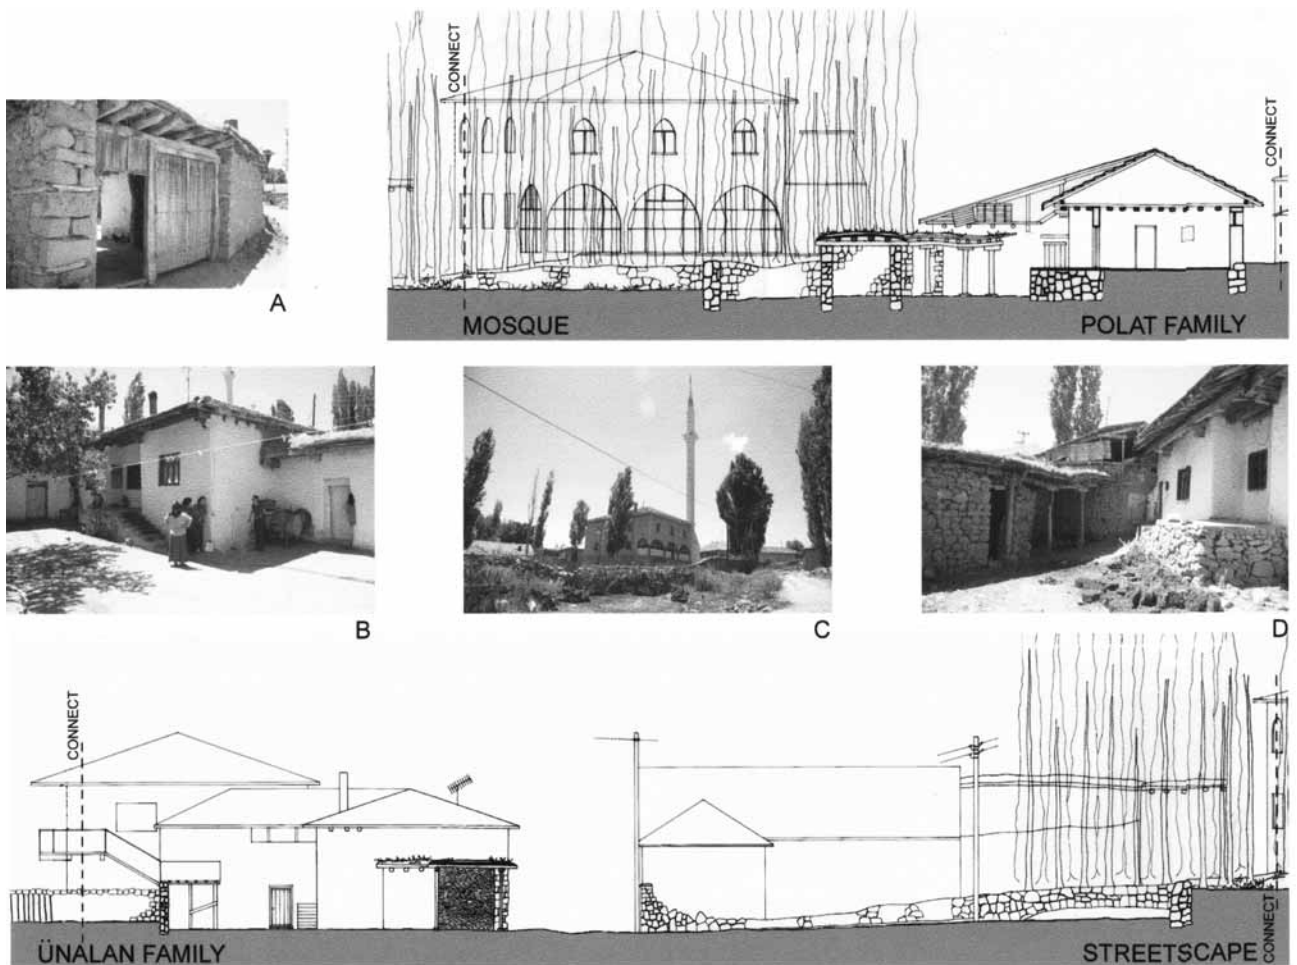 CONNECT
CONNECT
A
MOSQUE
POLAT FAMILY
B
C
D
CONNECT
ÜNALAN FAMILY
STREETSCAPE
CONNECT